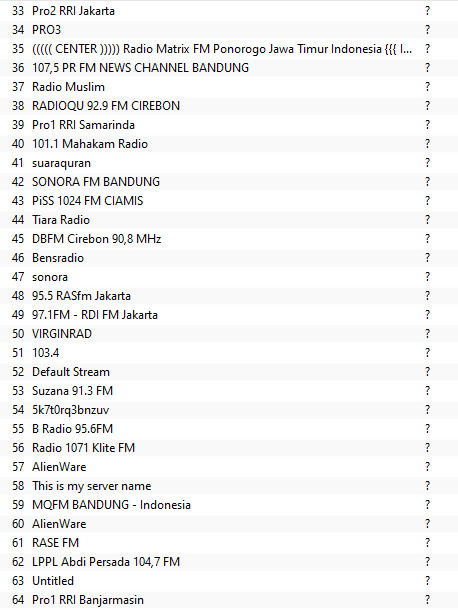 33 Pro2 RRI Jakarta ?
34 PRO3 ?
35 ((((( CENTER ))))) Radio Matrix FM Ponorogo Jawa Timur Indonesia {{{ I... ?
36 107,5 PR FM NEWS CHANNEL BANDUNG ?
37 Radio Muslim ?
38 RADIOQU 92.9 FM CIREBON ?
39 Pro1 RRI Samarinda ?
40 101.1 Mahakam Radio ?
41 suaraquran ?
42 SONORA FM BANDUNG ?
43 PiSS 1024 FM CIAMIS ?
44 Tiara Radio ?
45 DBFM Cirebon 90,8 MHz ?
46 Bensradio ?
47 sonora ?
48 95.5 RASfm Jakarta ?
49 97.1FM - RDI FM Jakarta ?
50 VIRGINRAD ?
51 103.4 ?
52 Default Stream ?
53 Suzana 91.3 FM ?
54 5k7t0rq3bnzuv ?
55 B Radio 95.6FM ?
56 Radio 1071 Klite FM ?
57 AlienWare ?
58 This is my server name ?
59 MQFM BANDUNG - Indonesia ?
60 AlienWare ?
61 RASE FM ?
62 LPPL Abdi Persada 104,7 FM ?
63 Untitled ?
64 Pro1 RRI Banjarmasin ?